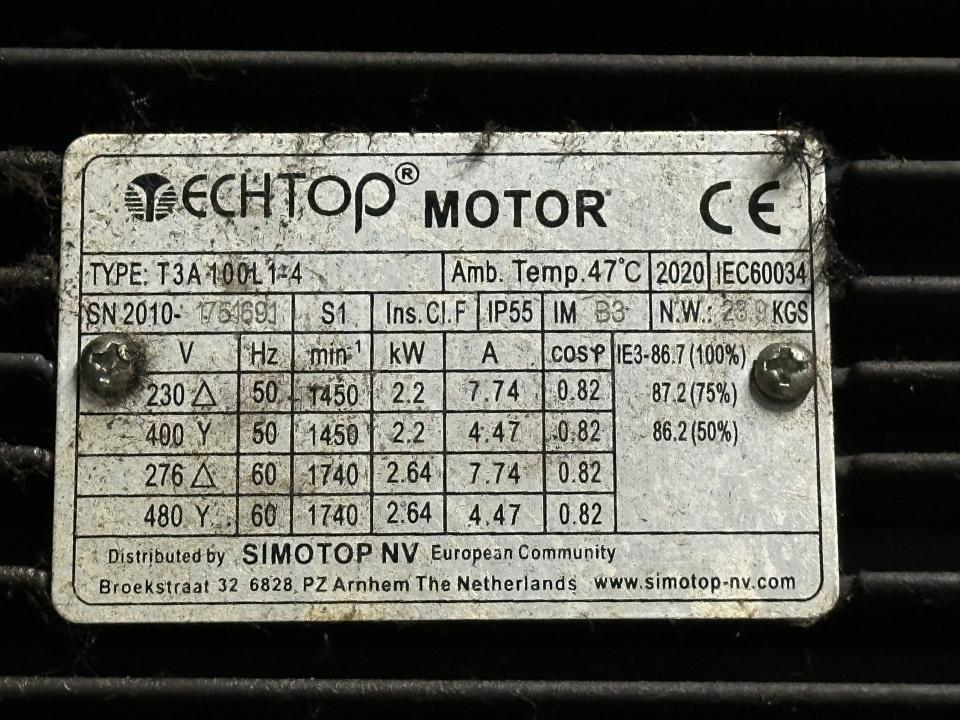 TECHTOP® MOTOR CE
TYPE: T3A100L1-4 Amb. Temp. 47°C 2020 IEC60034
SN 2010- 1751691 S1 Ins. Cl. F IP55 IM B3 N.W.: KGS
V Hz min⁻¹ kW A cosφ IE3-86.7(100%)
230 △ 50 1450 2.2 7.74 0.82 87.2(75%)
400 Y 50 1450 2.2 4.47 0.82 86.2(50%)
276 △ 60 1740 2.64 7.74 0.82
480 Y 60 1740 2.64 4.47 0.82
Distributed by SIMOTOP NV European Community
Broekstraat 32 6828 PZ Arnhem The Netherlands www.simotop-nv.com